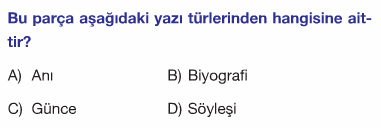 Bu parça aşağıdaki yazı türlerinden hangisine ait-
tir?
A) Anı B) Biyografi
C) Günce D) Söyleşi